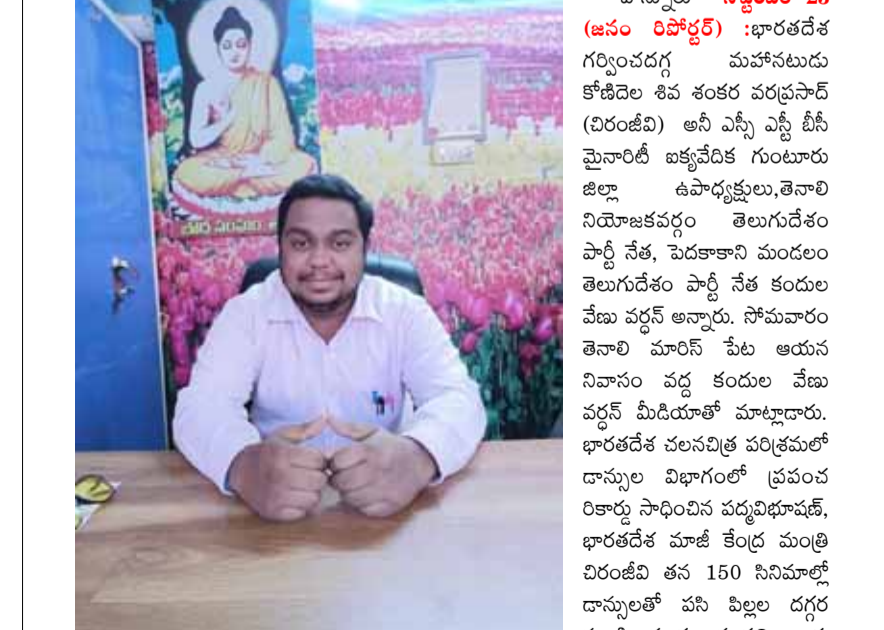 బోధి
(జనం రిపోర్టర్) :భారతదేశ
గర్వించదగ్గ మహానటుడు
కోణిదెల శివ శంకర వరప్రసాద్
(చిరంజీవి) అనీ ఎస్సీ ఎస్టీ బీసీ
మైనారిటీ ఐక్యవేదిక గుంటూరు
జిల్లా ఉపాధ్యక్షులు,తెనాలి
నియోజకవర్గం తెలుగుదేశం
పార్టీ నేత, పెదకాకాని మండలం
తెలుగుదేశం పార్టీ నేత కందుల
వేణు వర్ధన్ అన్నారు. సోమవారం
తెనాలి మారిస్ పేట ఆయన
నివాసం వద్ద కందుల వేణు
వర్ధన్ మీడియాతో మాట్లాడారు.
భారతదేశ చలనచిత్ర పరిశ్రమలో
డాన్సుల విభాగంలో ప్రపంచ
రికార్డు సాధించిన పద్మవిభూషణ్,
భారతదేశ మాజీ కేంద్ర మంత్రి
చిరంజీవి తన 150 సినిమాల్లో
డాన్సులతో పసి పిల్లల దగ్గర